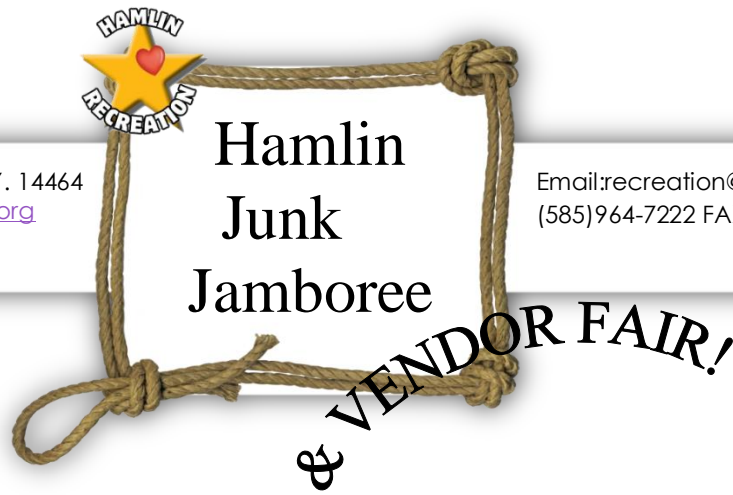 HAMLIN
RECREATION
Hamlin
Junk
Jamboree
& VENDOR FAIR!
. 14464
org
Email:recreation@
(585)964-7222 FA